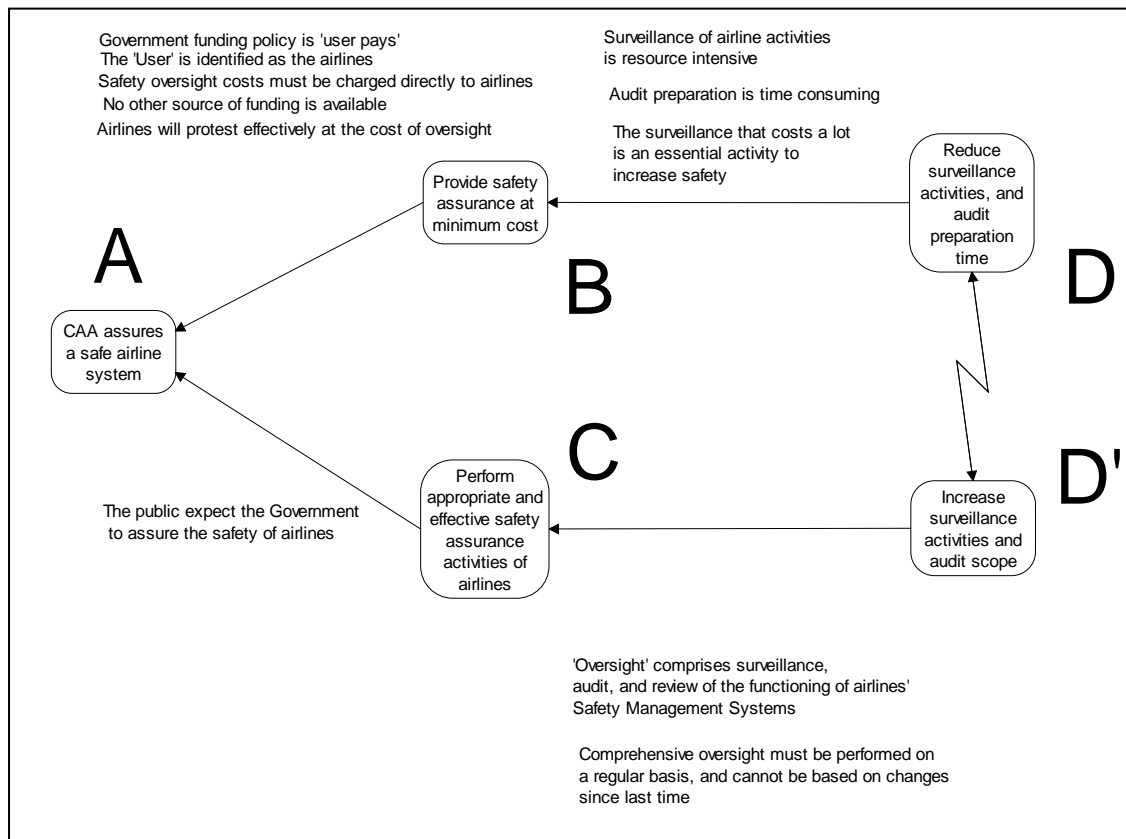 Government funding policy is 'user pays'
The 'User' is identified as the airlines
Safety oversight costs must be charged directly to airlines
No other source of funding is available
Airlines will protest effectively at the cost of oversight
Surveillance of airline activities
is resource intensive
Audit preparation is time consuming
The surveillance that costs a lot
is an essential activity to
increase safety
Provide safety
assurance at
minimum cost
Reduce
surveillance
activities, and
audit
preparation
time
A
B
D
CAA assures
a safe airline
system
C
D'
Perform
appropriate and
effective safety
assurance
activities of
airlines
Increase
surveillance
activities and
audit scope
The public expect the Government
to assure the safety of airlines
'Oversight' comprises surveillance,
audit, and review of the functioning of airlines'
Safety Management Systems
Comprehensive oversight must be performed on
a regular basis, and cannot be based on changes
since last time